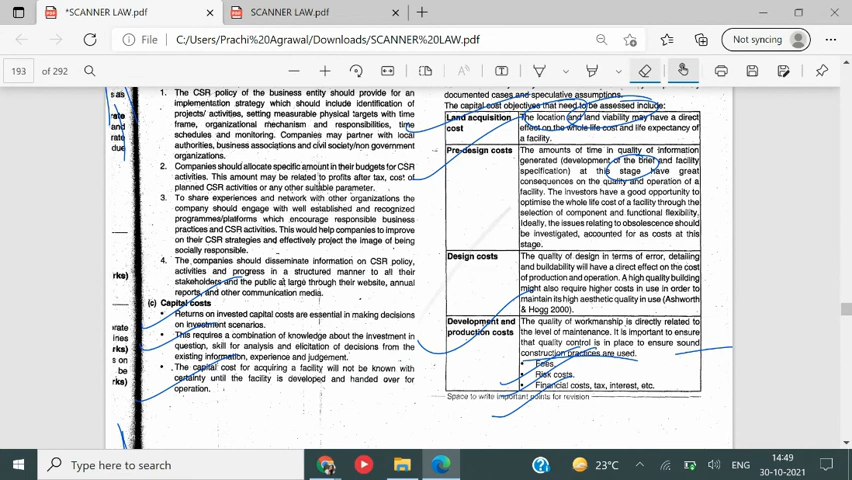 *SCANNER LAW.pdf
SCANNER LAW.pdf
File
C:/Users/Prachi%20Agrawal/Downloads/SCANNER%20LAW.pdf
Not syncing
193 of 292
1. The CSR policy of the business entity should provide for an
implementation strategy which should include identification of
projects/ activities, setting measurable physical targets with time
frame, organizational mechanism and responsibilities, time
schedules and monitoring. Companies may partner with local
authorities, business associations and civil society/non government
organizations.
2. Companies should allocate specific amount in their budgets for CSR
activities. This amount may be related to profits after tax, cost of
planned CSR activities or any other suitable parameter.
3. To share experiences and network with other organizations the
company should engage with well established and recognized
programmes/platforms which encourage responsible business
practices and CSR activities. This would help companies to improve
on their CSR strategies and effectively project the image of being
socially responsible.
4. The companies should disseminate information on CSR policy,
activities and progress in a structured manner to all their
stakeholders and the public at large through their website, annual
reports, and other communication media.
(c) Capital costs
• Returns on invested capital costs are essential in making decisions
on investment scenarios.
• This requires a combination of knowledge about the investment in
question, skill for analysis and elicitation of decisions from the
existing information, experience and judgement.
• The capital cost for acquiring a facility will not be known with
certainty until the facility is developed and handed over for
operation.
documented cases and speculative assumptions.
The capital cost objectives that need to be assessed include:
Land acquisition cost
The location and land viability may have a direct
effect on the whole life cost and life expectancy of
a facility.
Pre-design costs
The amounts of time in quality of information
generated (development of the brief and facility
specification) at this stage have great
consequences on the quality and operation of a
facility. The investors have a good opportunity to
optimise the whole life cost of a facility through the
selection of component and functional flexibility.
Ideally, the issues relating to obsolescence should
be investigated, accounted for as costs at this
stage.
Design costs
The quality of design in terms of error, detailing
and buildability will have a direct effect on the cost
of production and operation. A high quality building
might also require higher costs in use in order to
maintain its high aesthetic quality in use (Ashworth
& Hogg 2000).
Development and production costs
The quality of workmanship is directly related to
the level of maintenance. It is important to ensure
that quality control is in place to ensure sound
construction practices are used.
• Fees
• Risk costs
• Financial costs, tax, interest, etc.
Space to write important points for revision
Type here to search
23°C
ENG
14:49
30-10-2021